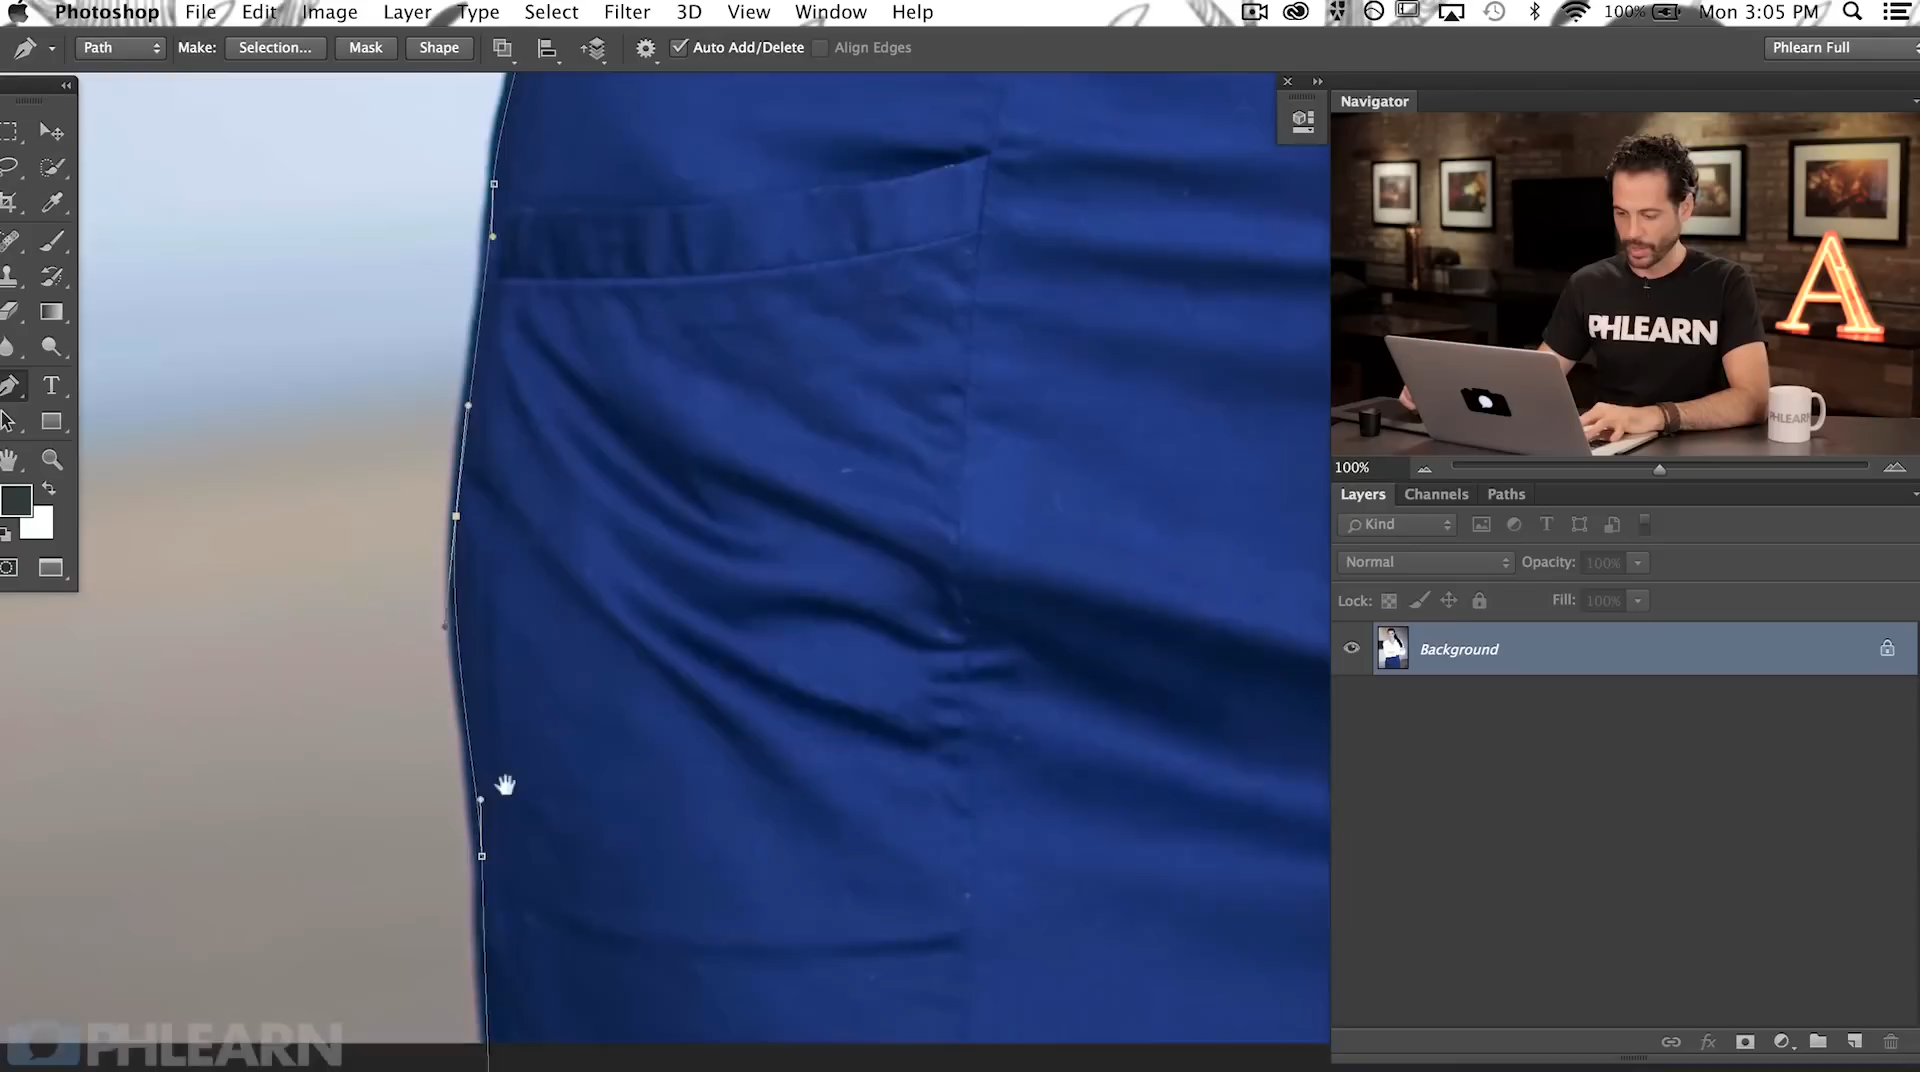 Photoshop File Edit Image Layer Type Select Filter 3D View Window Help 100% Mon 3:05 PM
Path Make: Selection... Mask Shape Auto Add/Delete Align Edges Phlearn Full
Navigator
A
PHLEARN
PHLEARN
100%
Layers Channels Paths
Kind T
Normal Opacity: 100%
Lock: Fill: 100%
Background
fx
T
PHLEARN